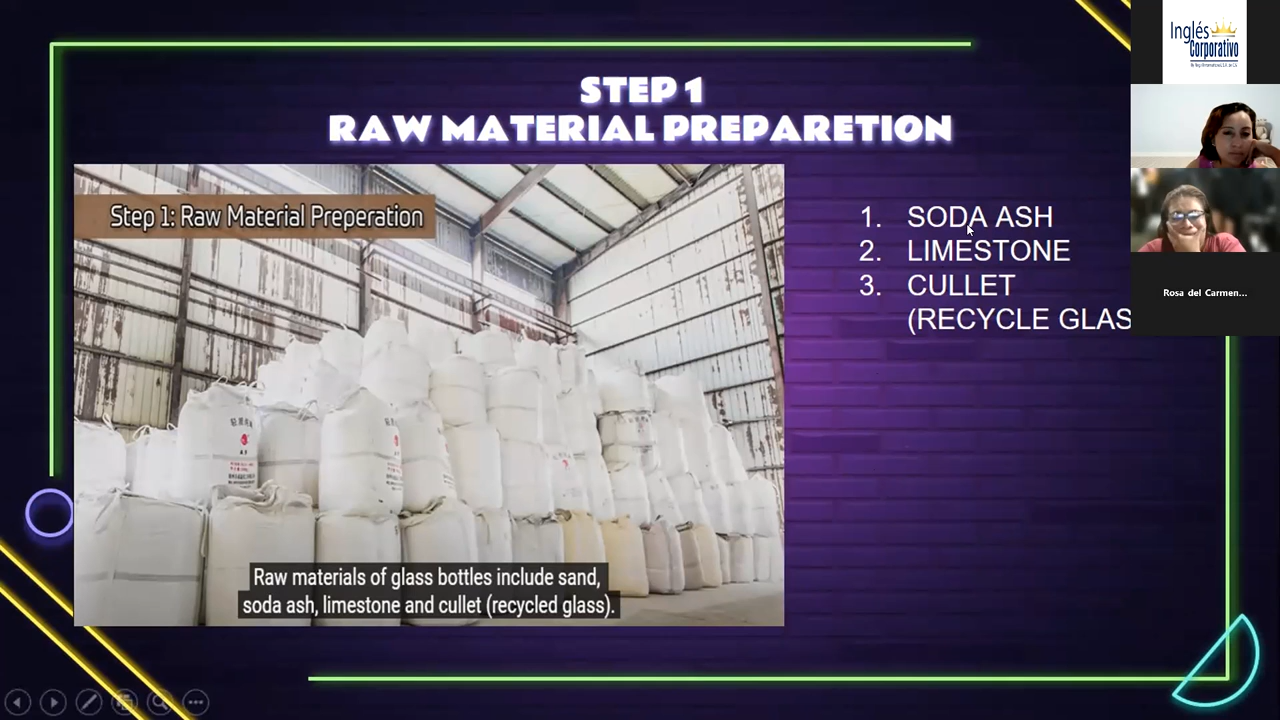 STEP 1
RAW MATERIAL PREPARETION
Step 1: Raw Material Preperation
1. SODA ASH
2. LIMESTONE
3. CULLET
(RECYCLE GLAS
Raw materials of glass bottles include sand,
soda ash, limestone and cullet (recycled glass).
Inglés
Corporativo
Rosa del Carmen...